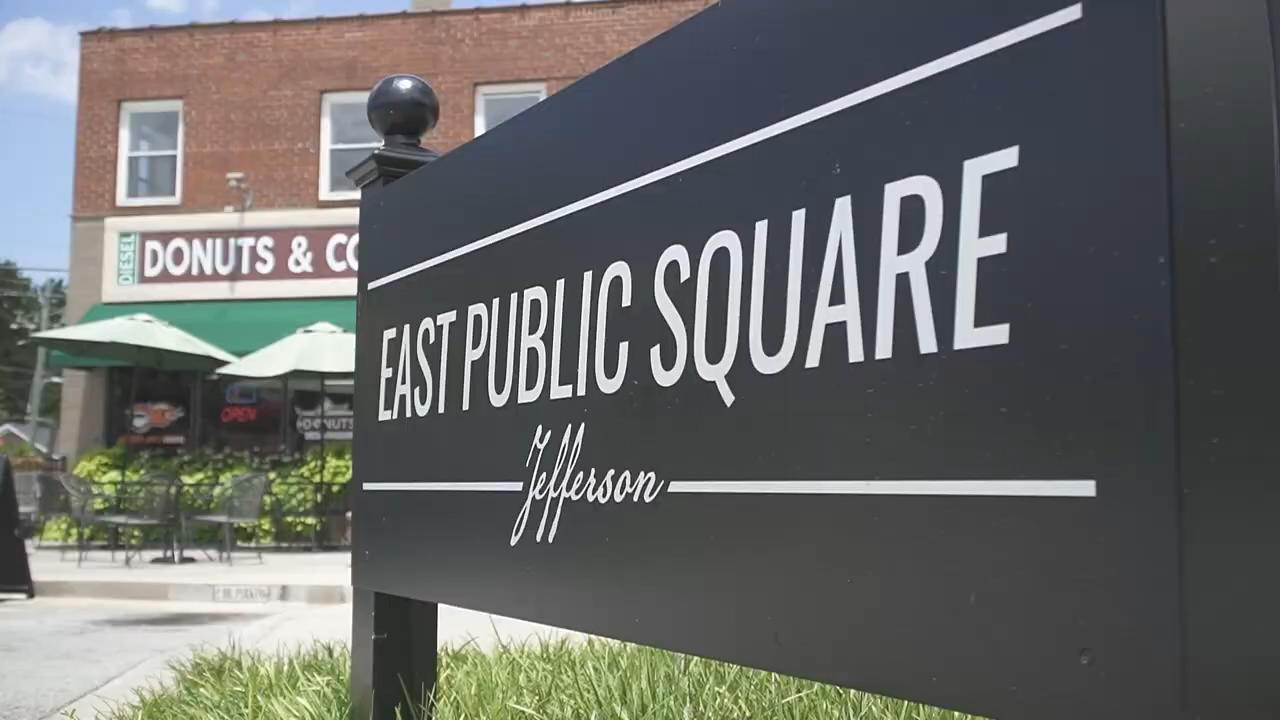 DIESEL
DONUTS & CO
OPEN
DONUTS
EAST PUBLIC SQUARE
Jefferson